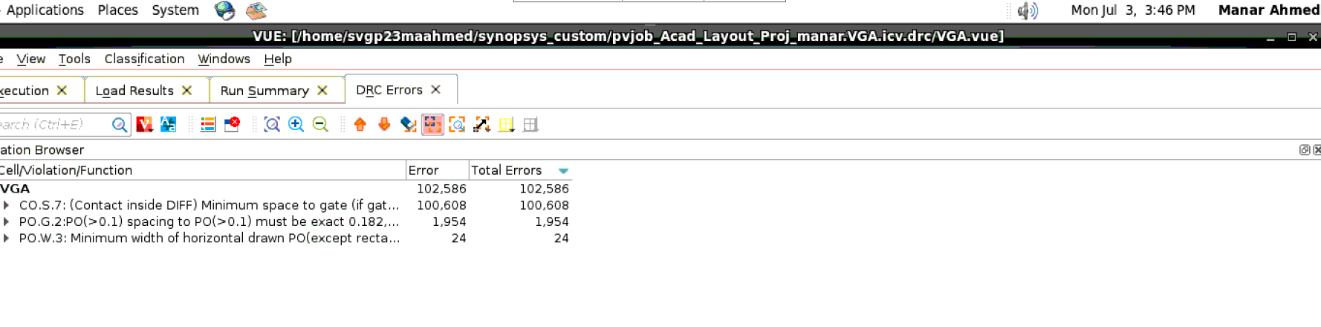 Applications Places System Mon Jul 3, 3:46 PM Manar Ahmed
VUE: [/home/svgp23maahmed/synopsys_custom/pvjob_Acad_Layout_Proj_manar.VGA.icv.drc/VGA.vue]
e View Tools Classification Windows Help
xecution X Load Results X Run Summary X DRC Errors X
earch (Ctrl+E)
ation Browser
Cell/Violation/Function Error Total Errors
VGA 102,586 102,586
CO.S.7: (Contact inside DIFF) Minimum space to gate (if gat... 100,608 100,608
PO.G.2:PO(>0.1) spacing to PO(>0.1) must be exact 0.182,... 1,954 1,954
PO.W.3: Minimum width of horizontal drawn PO(except recta... 24 24